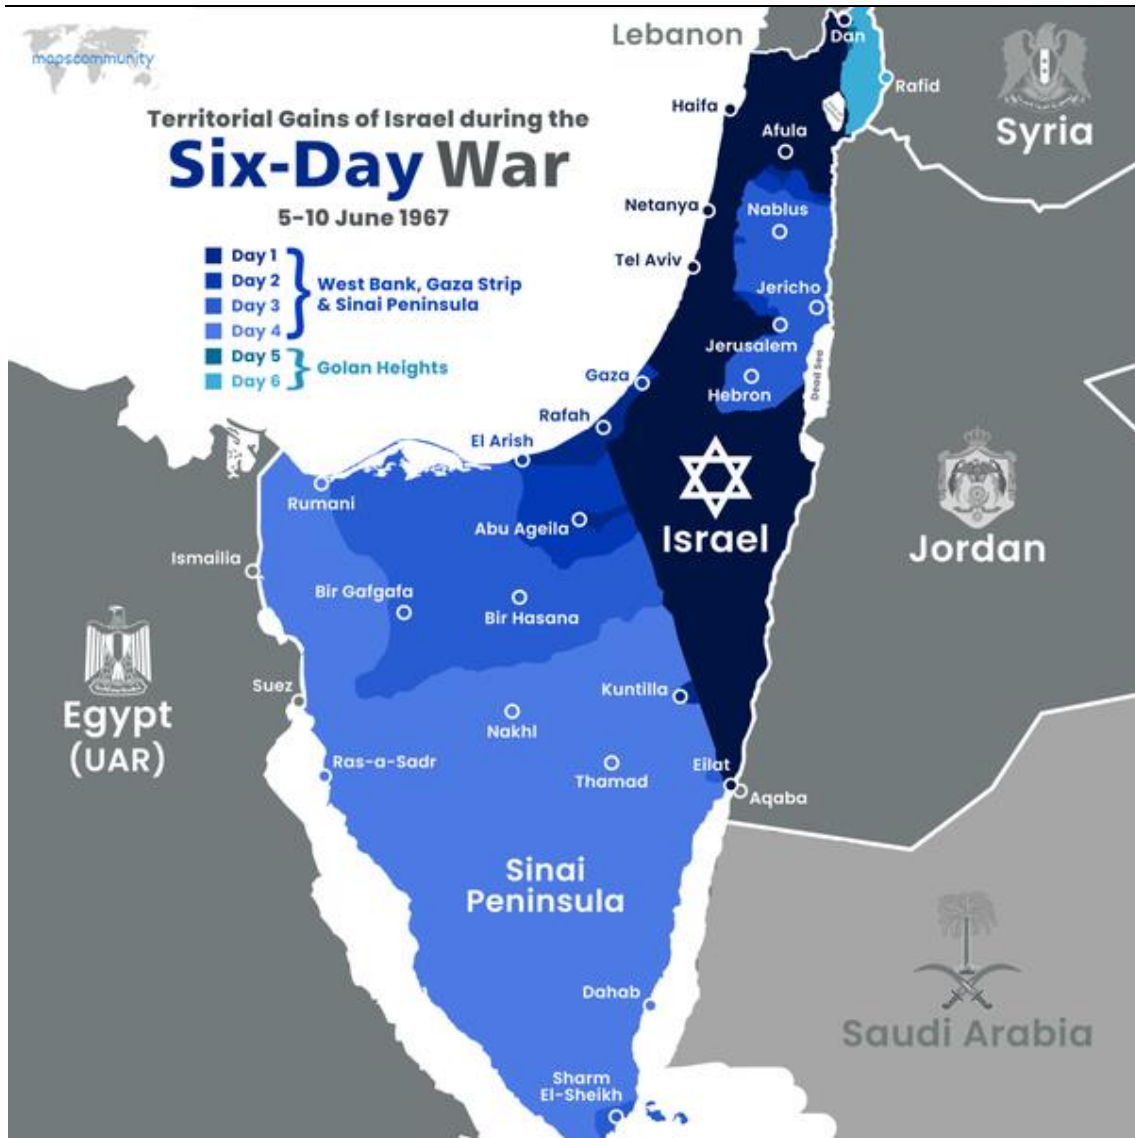 mapscommunity
Territorial Gains of Israel during the
Six-Day War
5-10 June 1967
Day 1
Day 2
Day 3
Day 4
West Bank, Gaza Strip
& Sinai Peninsula
Day 5
Day 6
Golan Heights
Lebanon
Dan
Rafid
Syria
Haifa
Afula
Netanya
Nablus
Tel Aviv
Jericho
Jerusalem
Dead Sea
Gaza
Hebron
Rafah
El Arish
Rumani
Israel
Abu Ageila
Jordan
Ismailia
Bir Gafgafa
Bir Hasana
Suez
Kuntilla
Egypt
(UAR)
Nakhl
Ras-a-Sadr
Thamad
Eilat
Aqaba
Sinai
Peninsula
Dahab
Saudi Arabia
Sharm
El-Sheikh